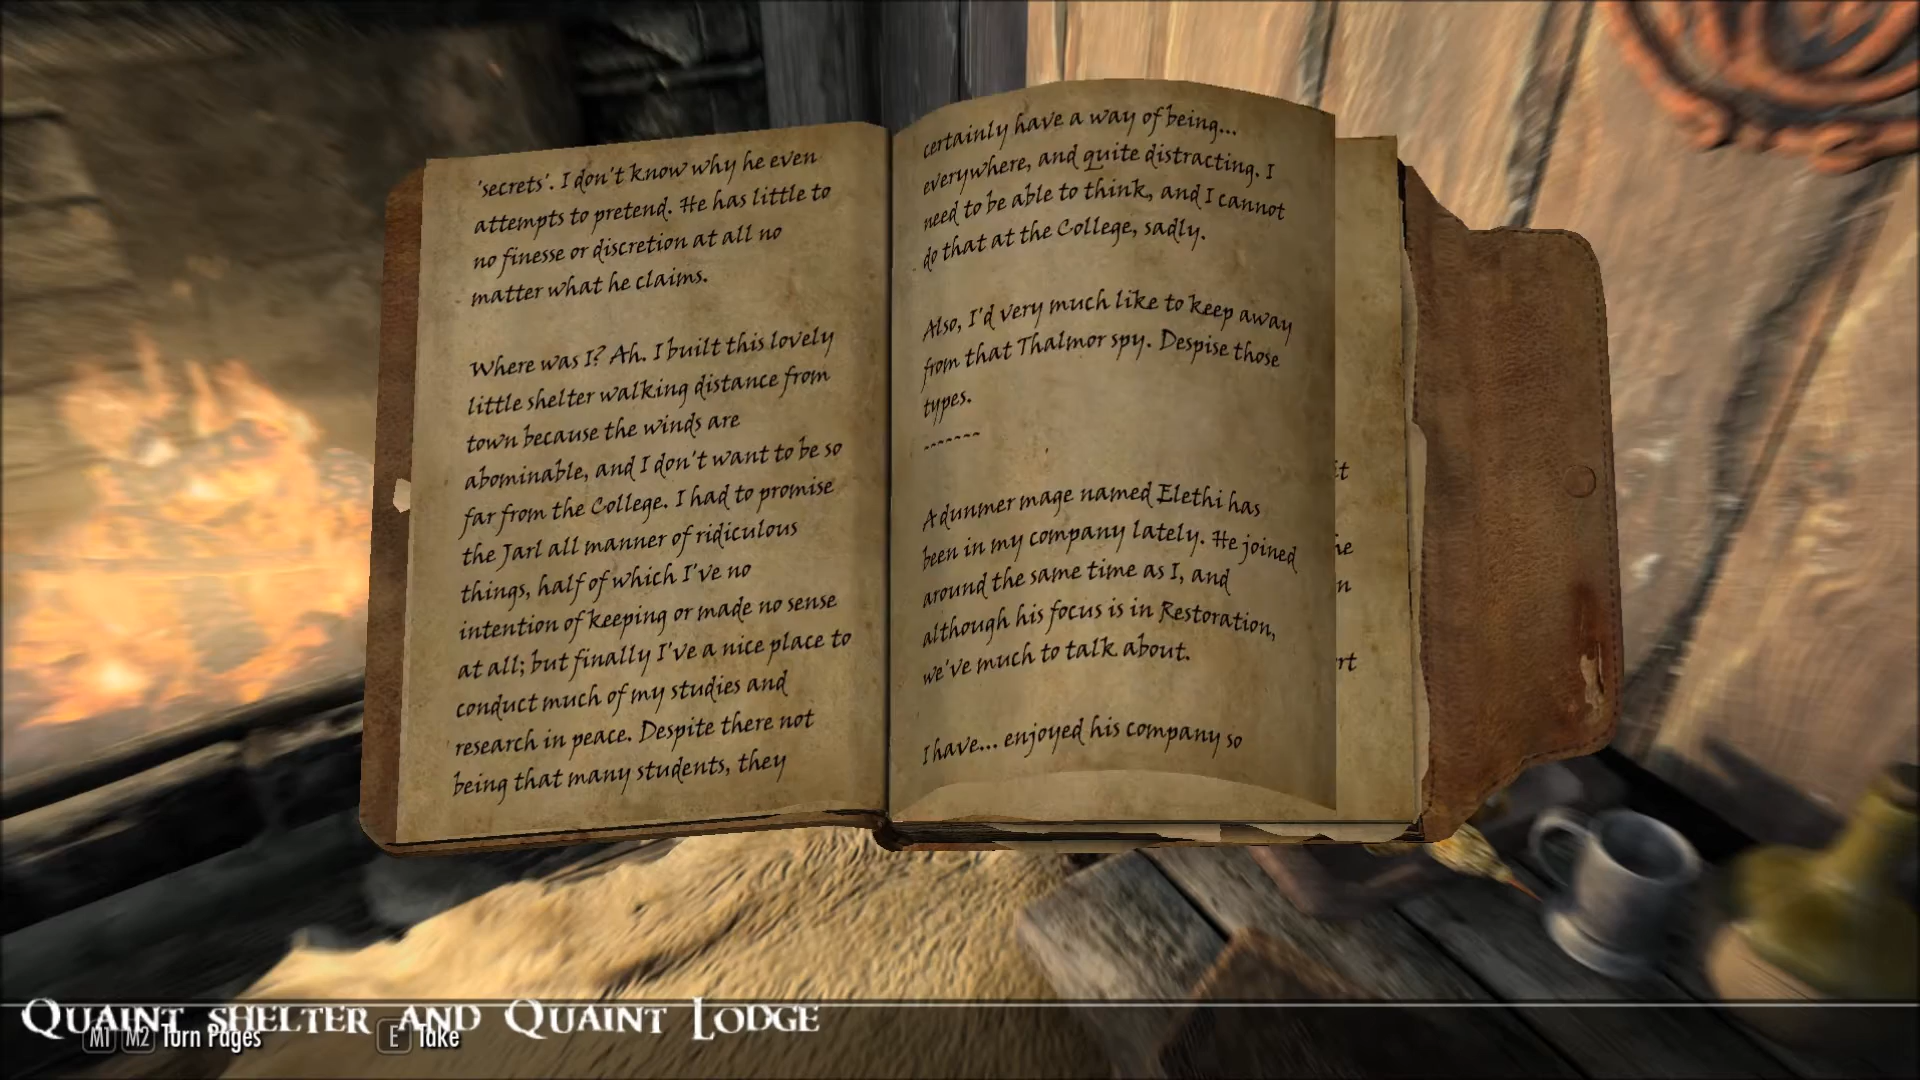 'secrets'. I don't know why he even
attempts to pretend. He has little to
no finesse or discretion at all no
matter what he claims.
Where was I? Ah. I built this lovely
little shelter walking distance from
town because the winds are
abominable, and I don't want to be so
far from the College. I had to promise
the Jarl all manner of ridiculous
things, half of which I've no
intention of keeping or made no sense
at all; but finally I've a nice place to
conduct much of my studies and
research in peace. Despite there not
being that many students, they
certainly have a way of being...
everywhere, and quite distracting. I
need to be able to think, and I cannot
do that at the College, sadly.
Also, I'd very much like to keep away
from that Thalmor spy. Despise those
types.
-------
A dunmer mage named Elethi has
been in my company lately. He joined
around the same time as I, and
although his focus is in Restoration,
we've much to talk about.
I have... enjoyed his company so
Quaint shelter and Quaint Lodge
M1 M2 Turn Pages
E Take